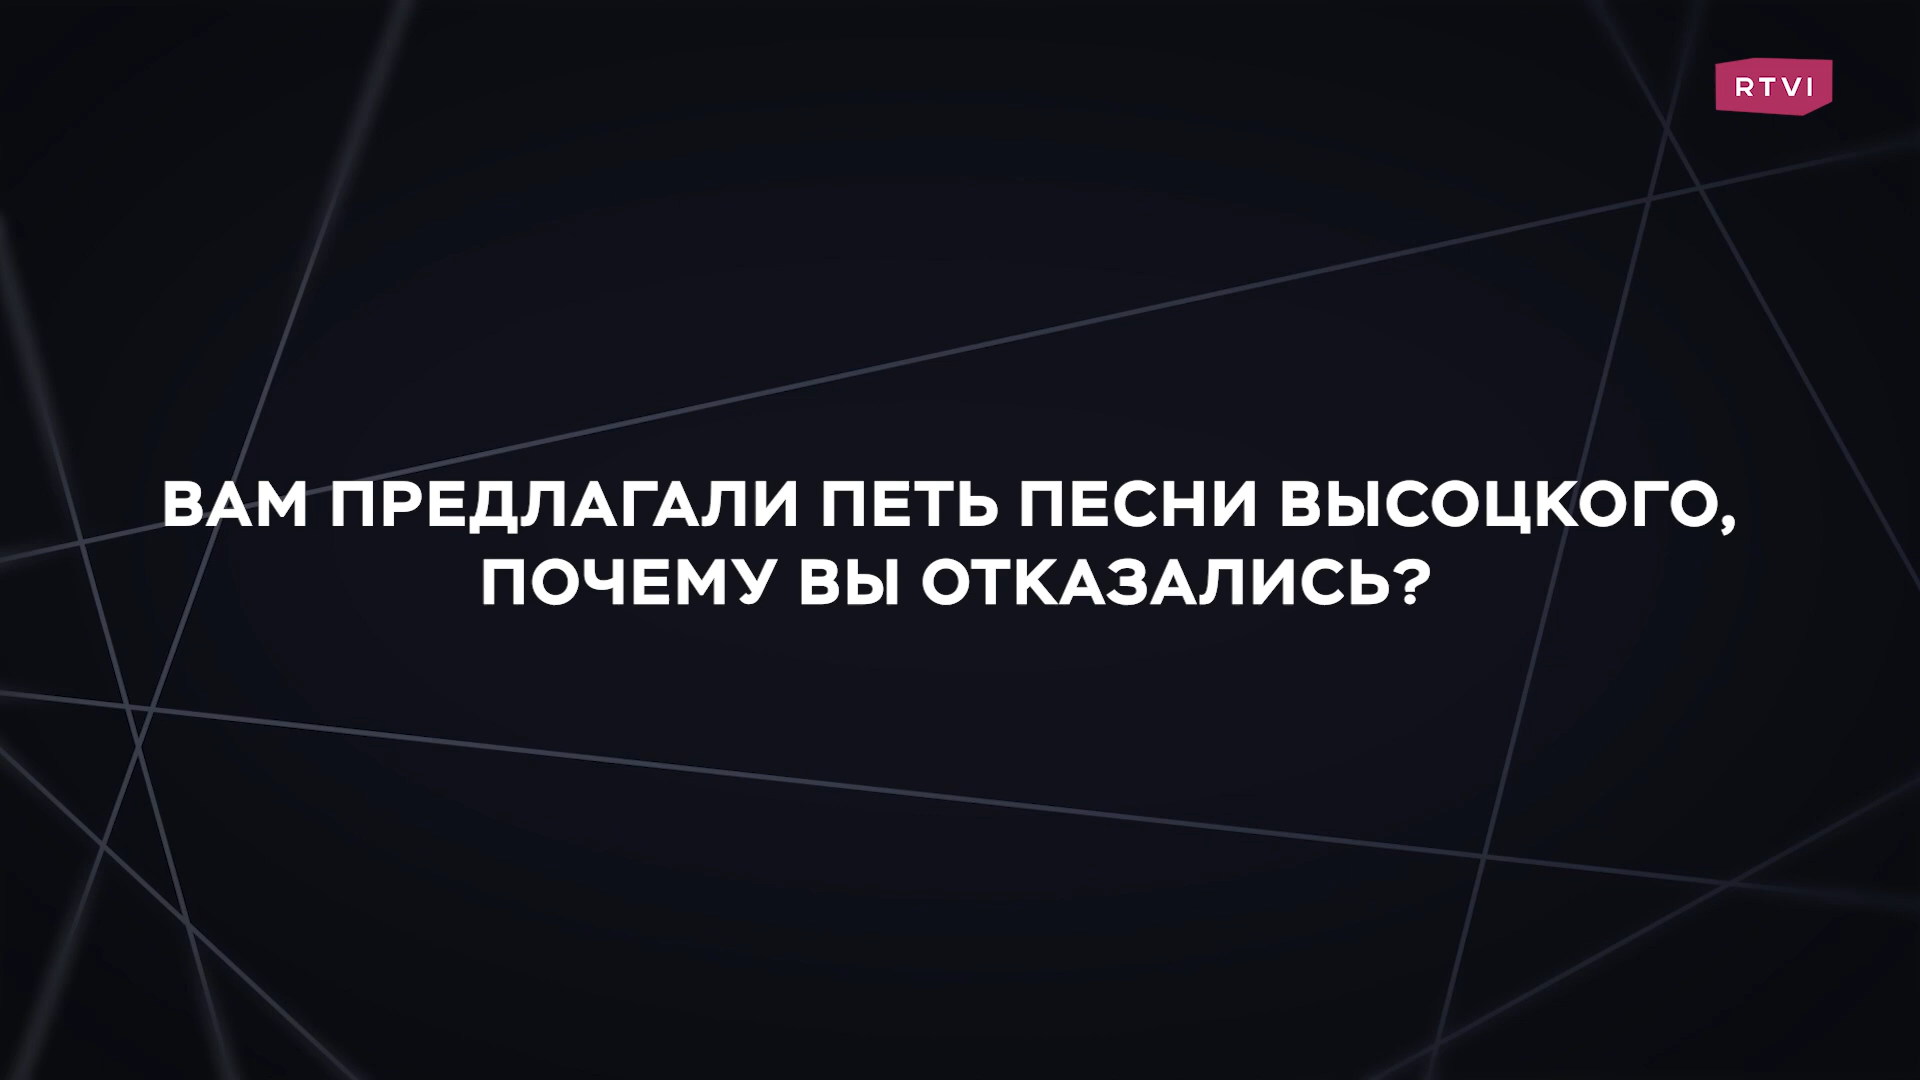 RTVI
ВАМ ПРЕДЛАГАЛИ ПЕТЬ ПЕСНИ ВЫСОЦКОГО,
ПОЧЕМУ ВЫ ОТКАЗАЛИСЬ?